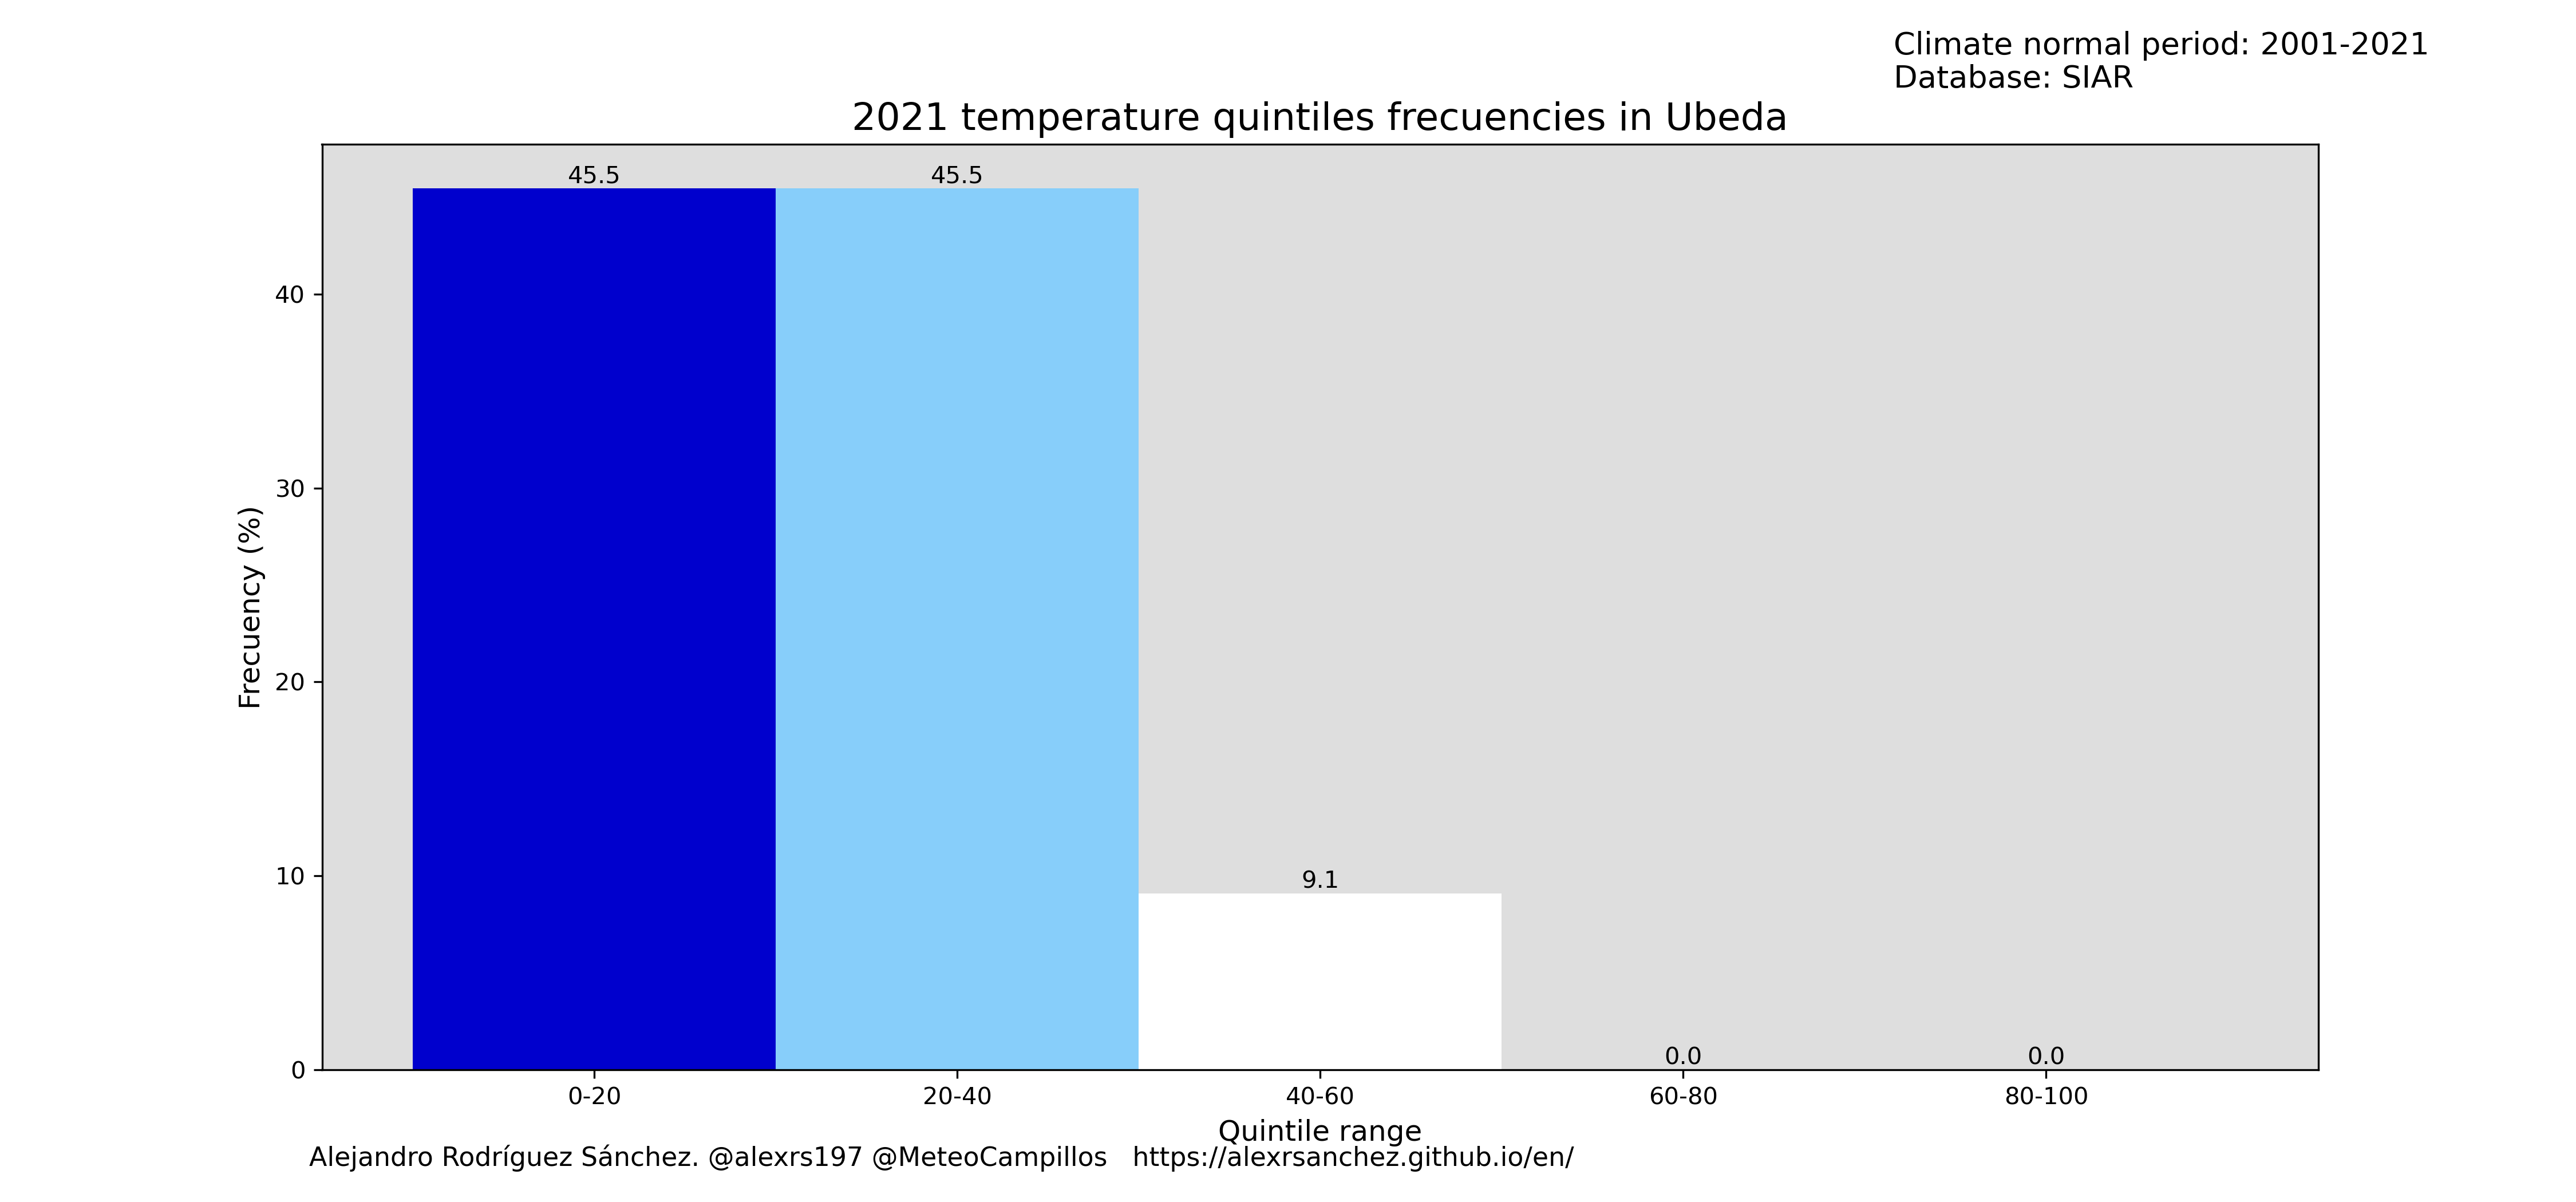 Climate normal period: 2001-2021
Database: SIAR
2021 temperature quintiles frecuencies in Ubeda
45.5
45.5
40
30
Frecuency (%)
20
10
9.1
0
0.0
0.0
0-20
20-40
40-60
60-80
80-100
Quintile range
Alejandro Rodríguez Sánchez. @alexrs197 @MeteoCampillos   https://alexrsanchez.github.io/en/